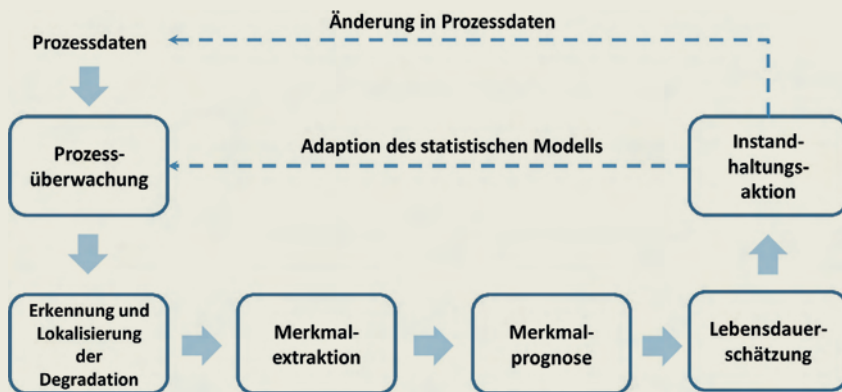 Änderung in Prozessdaten
Prozessdaten
Prozess-
überwachung
Adaption des statistischen Modells
Instand-
haltungs-
aktion
Erkennung und
Lokalisierung
der
Degradation
Merkmal-
extraktion
Merkmal-
prognose
Lebensdauer-
schätzung